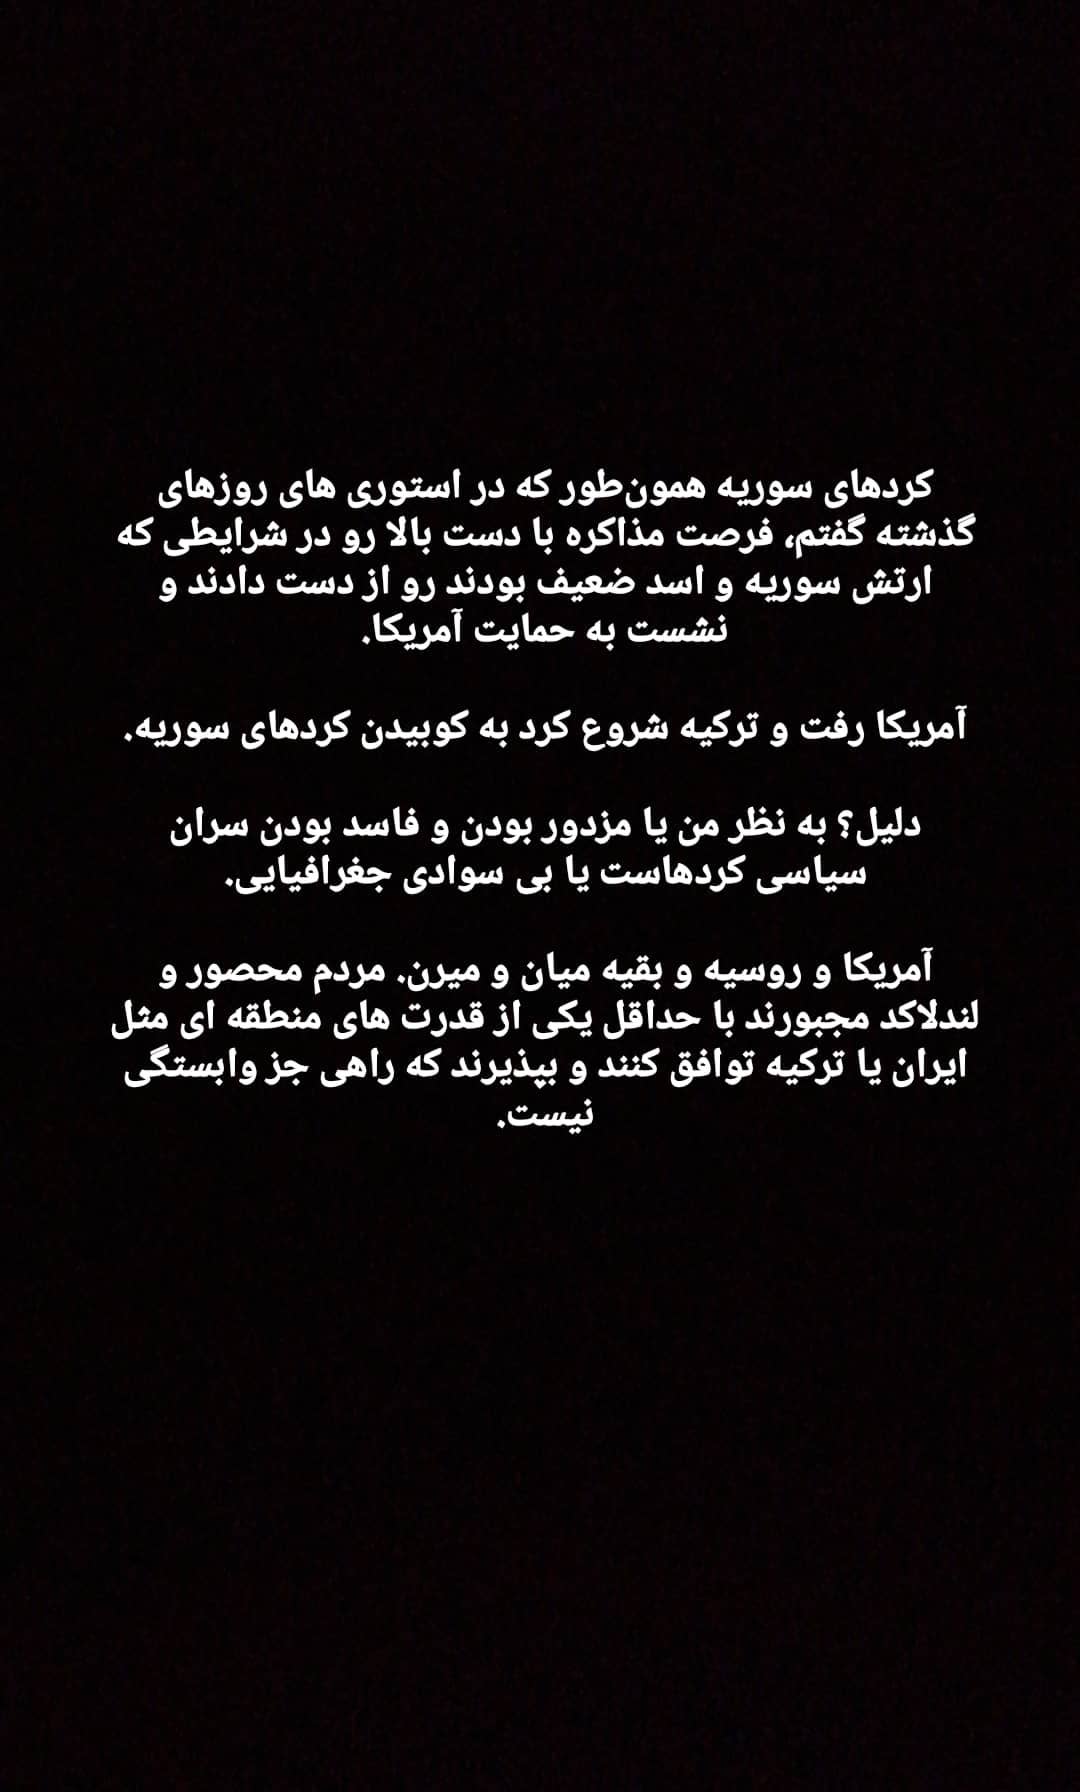 کردهای سوریه همون‌طور که در استوری های روزهای
گذشته گفتم، فرصت مذاکره با دست بالا رو در شرایطی که
ارتش سوریه و اسد ضعیف بودند رو از دست دادند و
نشست به حمایت آمریکا.
آمریکا رفت و ترکیه شروع کرد به کوبیدن کردهای سوریه.
دلیل؟ به نظر من یا مزدور بودن و فاسد بودن سران
سیاسی کردهاست یا بی سوادی جغرافیایی.
آمریکا و روسیه و بقیه میان و میرن. مردم محصور و
لندلاکد مجبورند با حداقل یکی از قدرت های منطقه ای مثل
ایران یا ترکیه توافق کنند و بپذیرند که راهی جز وابستگی
نیست.